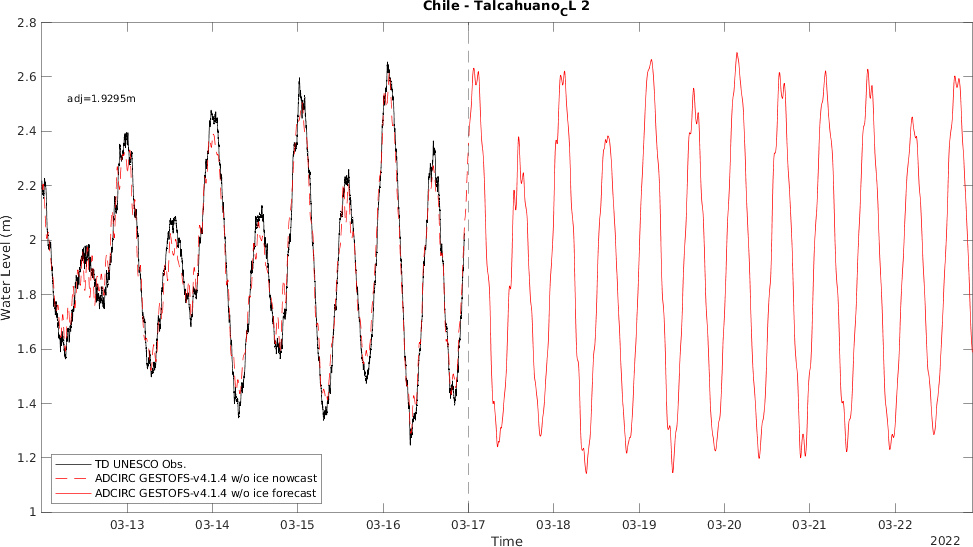 Chile - TalcahuanoCL 2
2.8
2.6
adj=1.9295m
2.4
2.2
2
1.8
1.6
1.4
1.2
1
Water Level (m)
TD UNESCO Obs.
ADCIRC GESTOFS-v4.1.4 w/o ice nowcast
ADCIRC GESTOFS-v4.1.4 w/o ice forecast
03-13 03-14 03-15 03-16 03-17 03-18 03-19 03-20 03-21 03-22
Time
2022